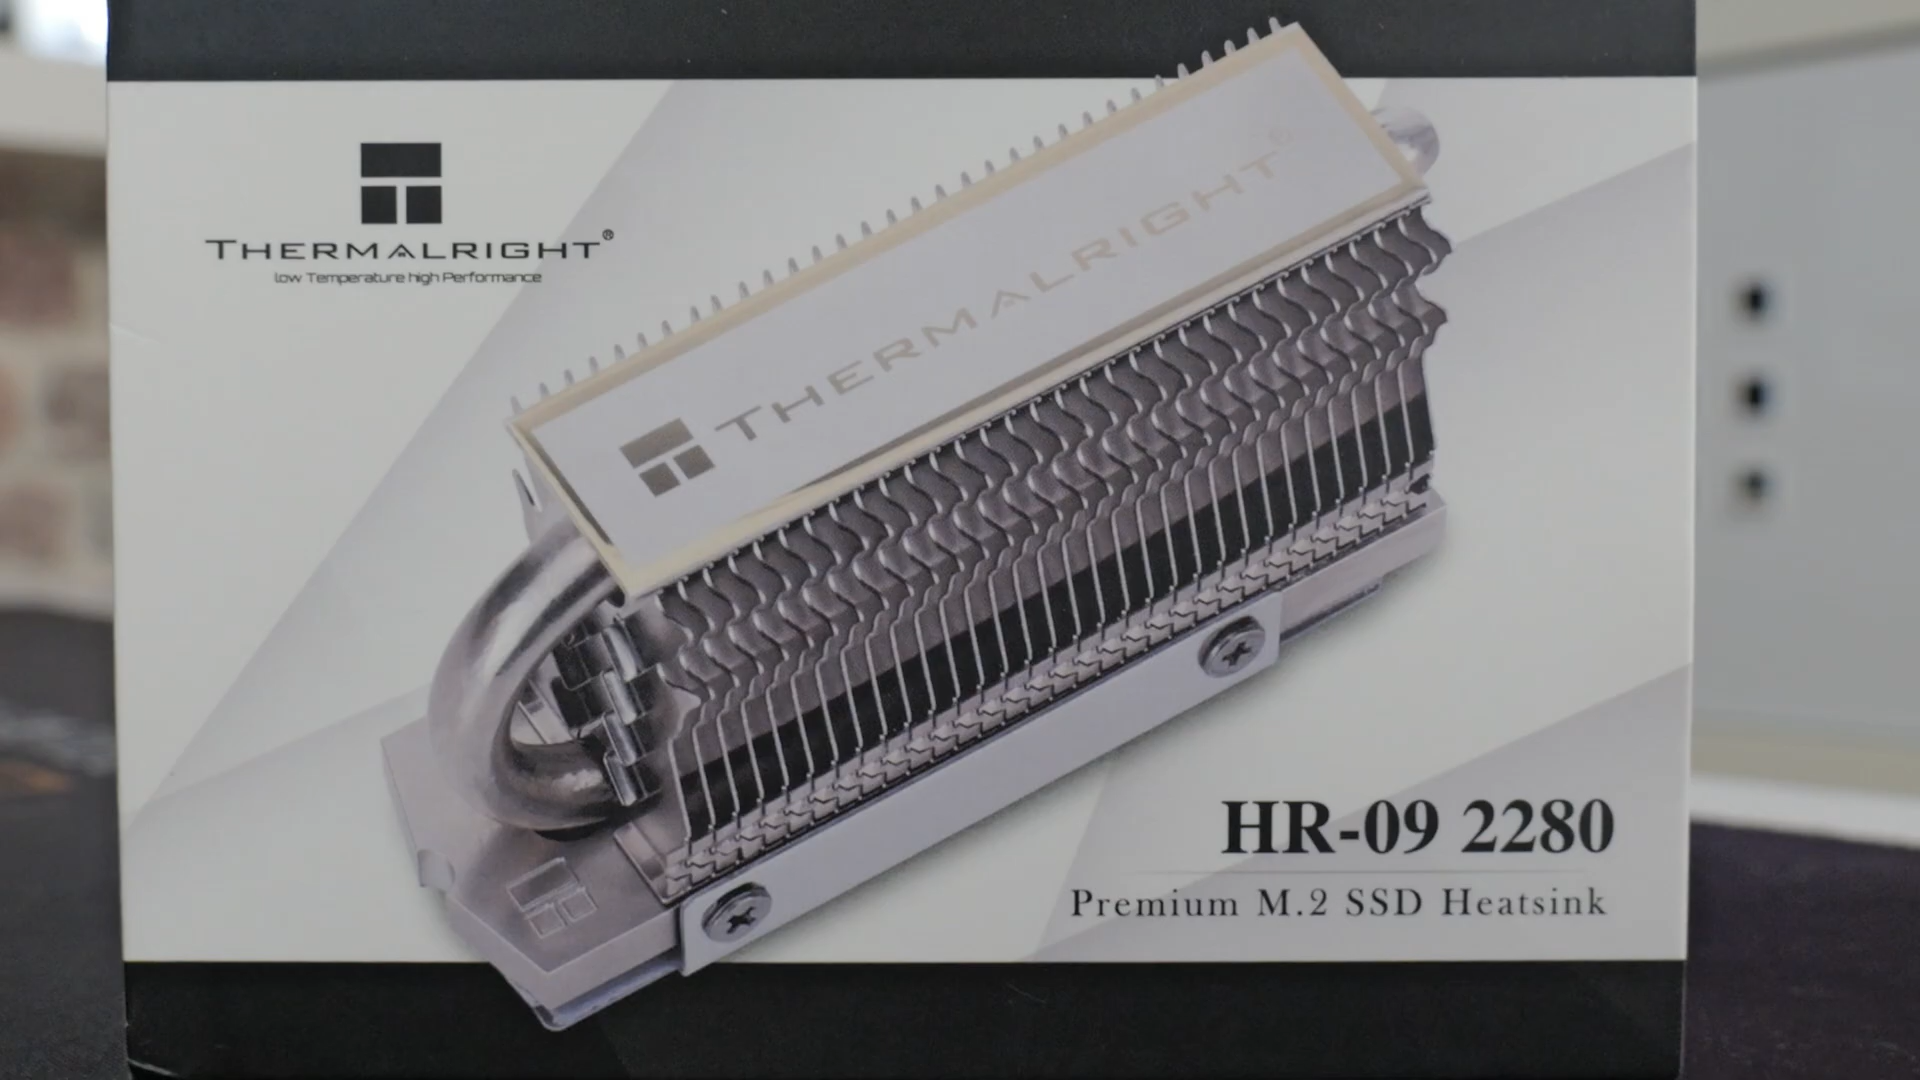 THERMALRIGHT®
low Temperature high Performance
THERMALRIGHT®
HR-09 2280
Premium M.2 SSD Heatsink